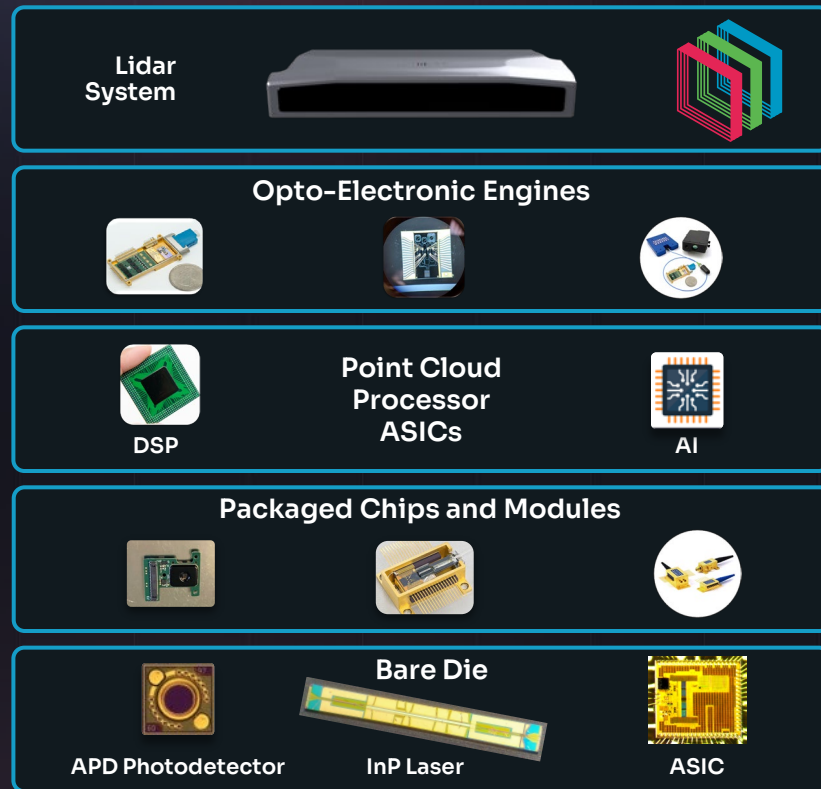 Lidar
System
Opto-Electronic Engines
Point Cloud
Processor
ASICs
DSP
AI
Packaged Chips and Modules
Bare Die
APD Photodetector
InP Laser
ASIC